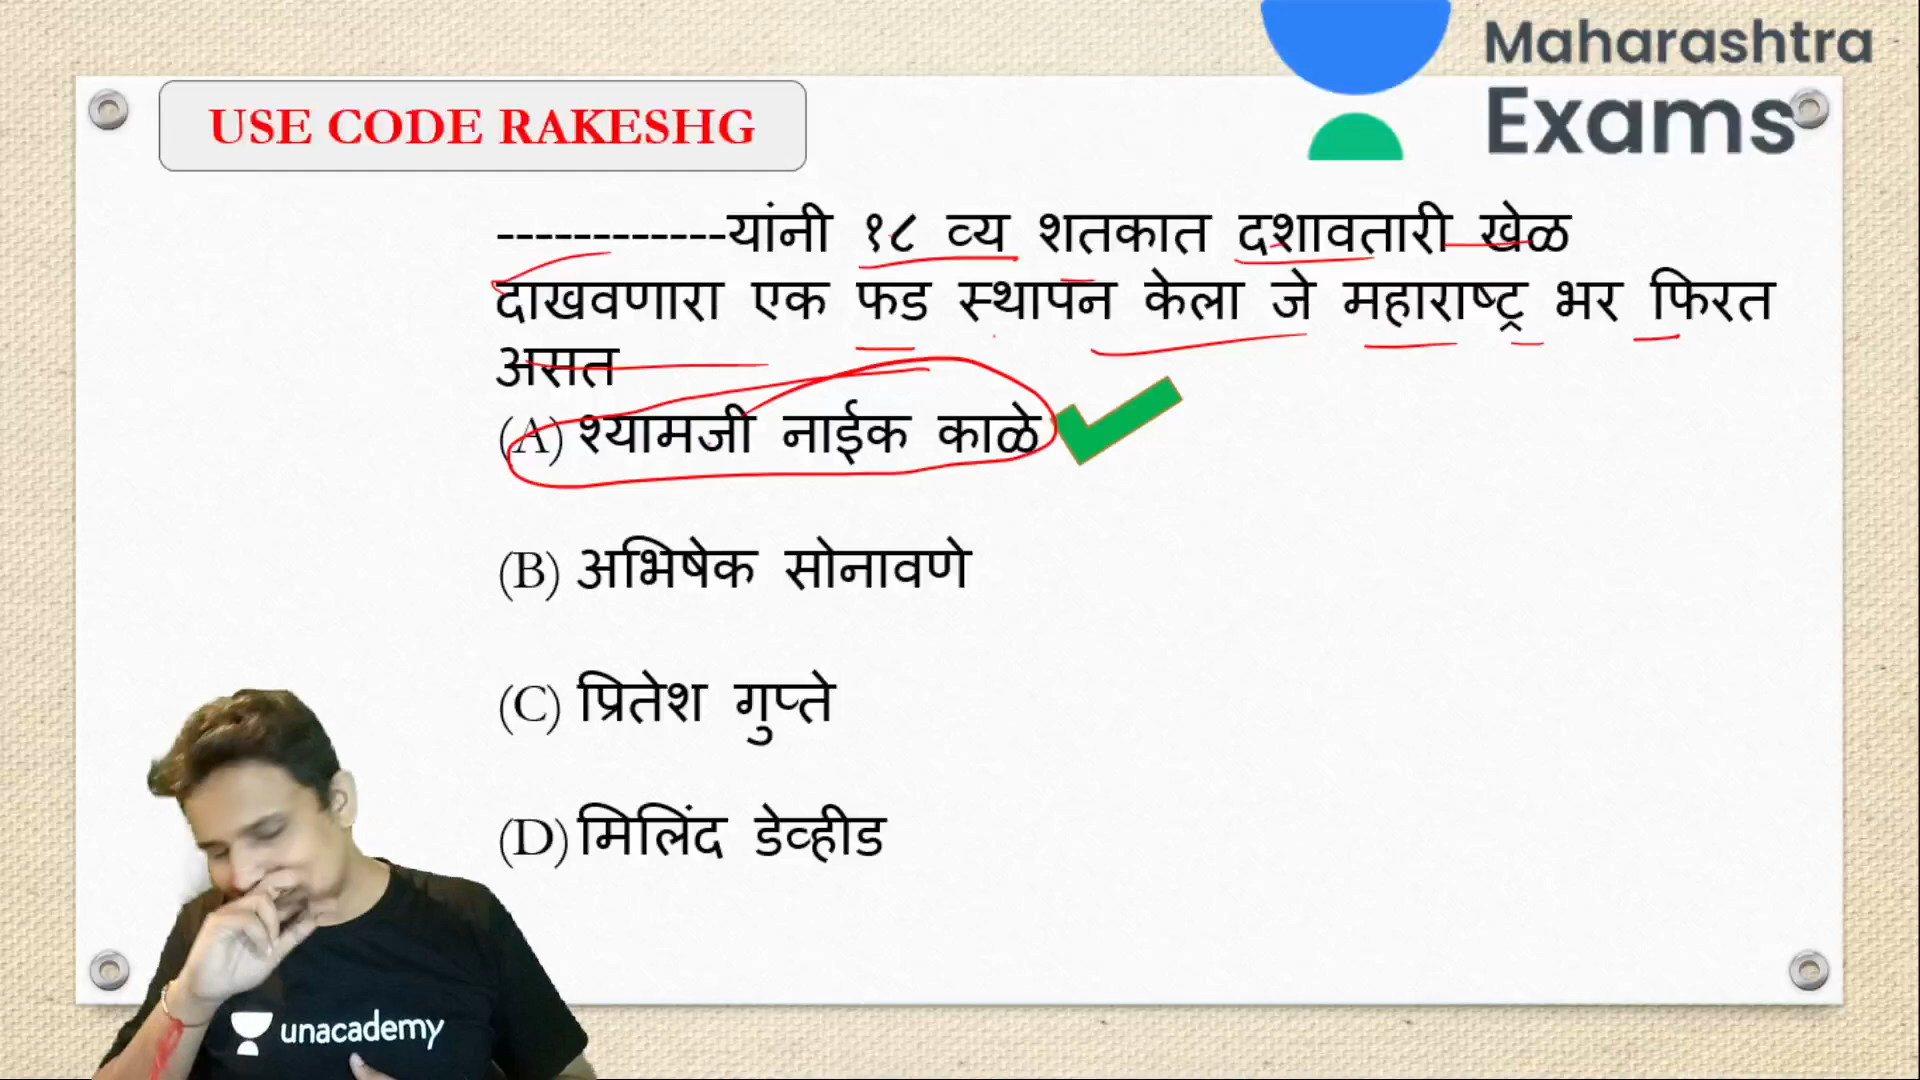 Maharashtra
Exams
USE CODE RAKESHG
------------यांनी १८ व्य शतकात दशावतारी खेळ
दाखवणारा एक फड स्थापन केला जे महाराष्ट्र भर फिरत
असत
(A) श्यामजी नाईक काळे
(B) अभिषेक सोनावणे
(C) प्रितेश गुप्ते
(D) मिलिंद डेव्हीड
unacademy